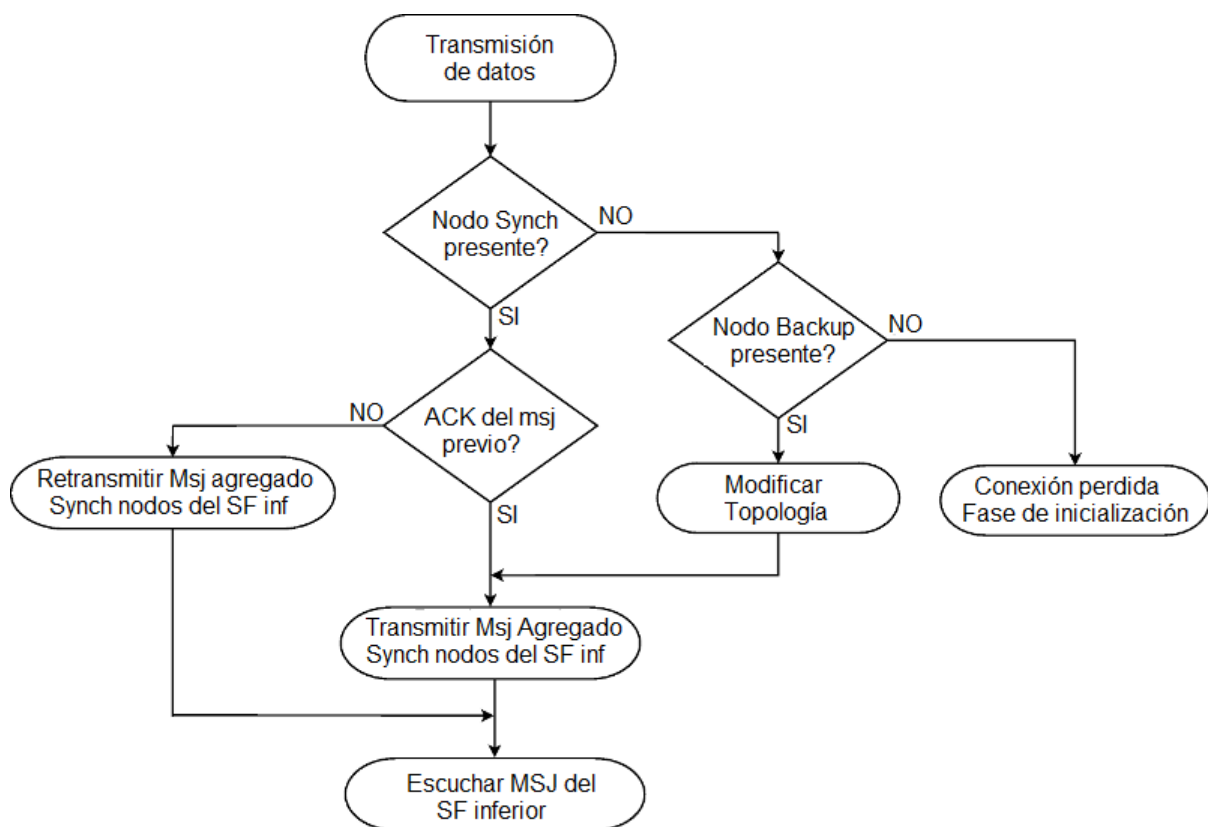 Transmisión
de datos
Nodo Synch
presente?
NO
SI
Nodo Backup
presente?
NO
SI
ACK del msj
previo?
NO
SI
Retransmitir Msj agregado
Synch nodos del SF inf
Modificar
Topología
Conexión perdida
Fase de inicialización
Transmitir Msj Agregado
Synch nodos del SF inf
Escuchar MSJ del
SF inferior